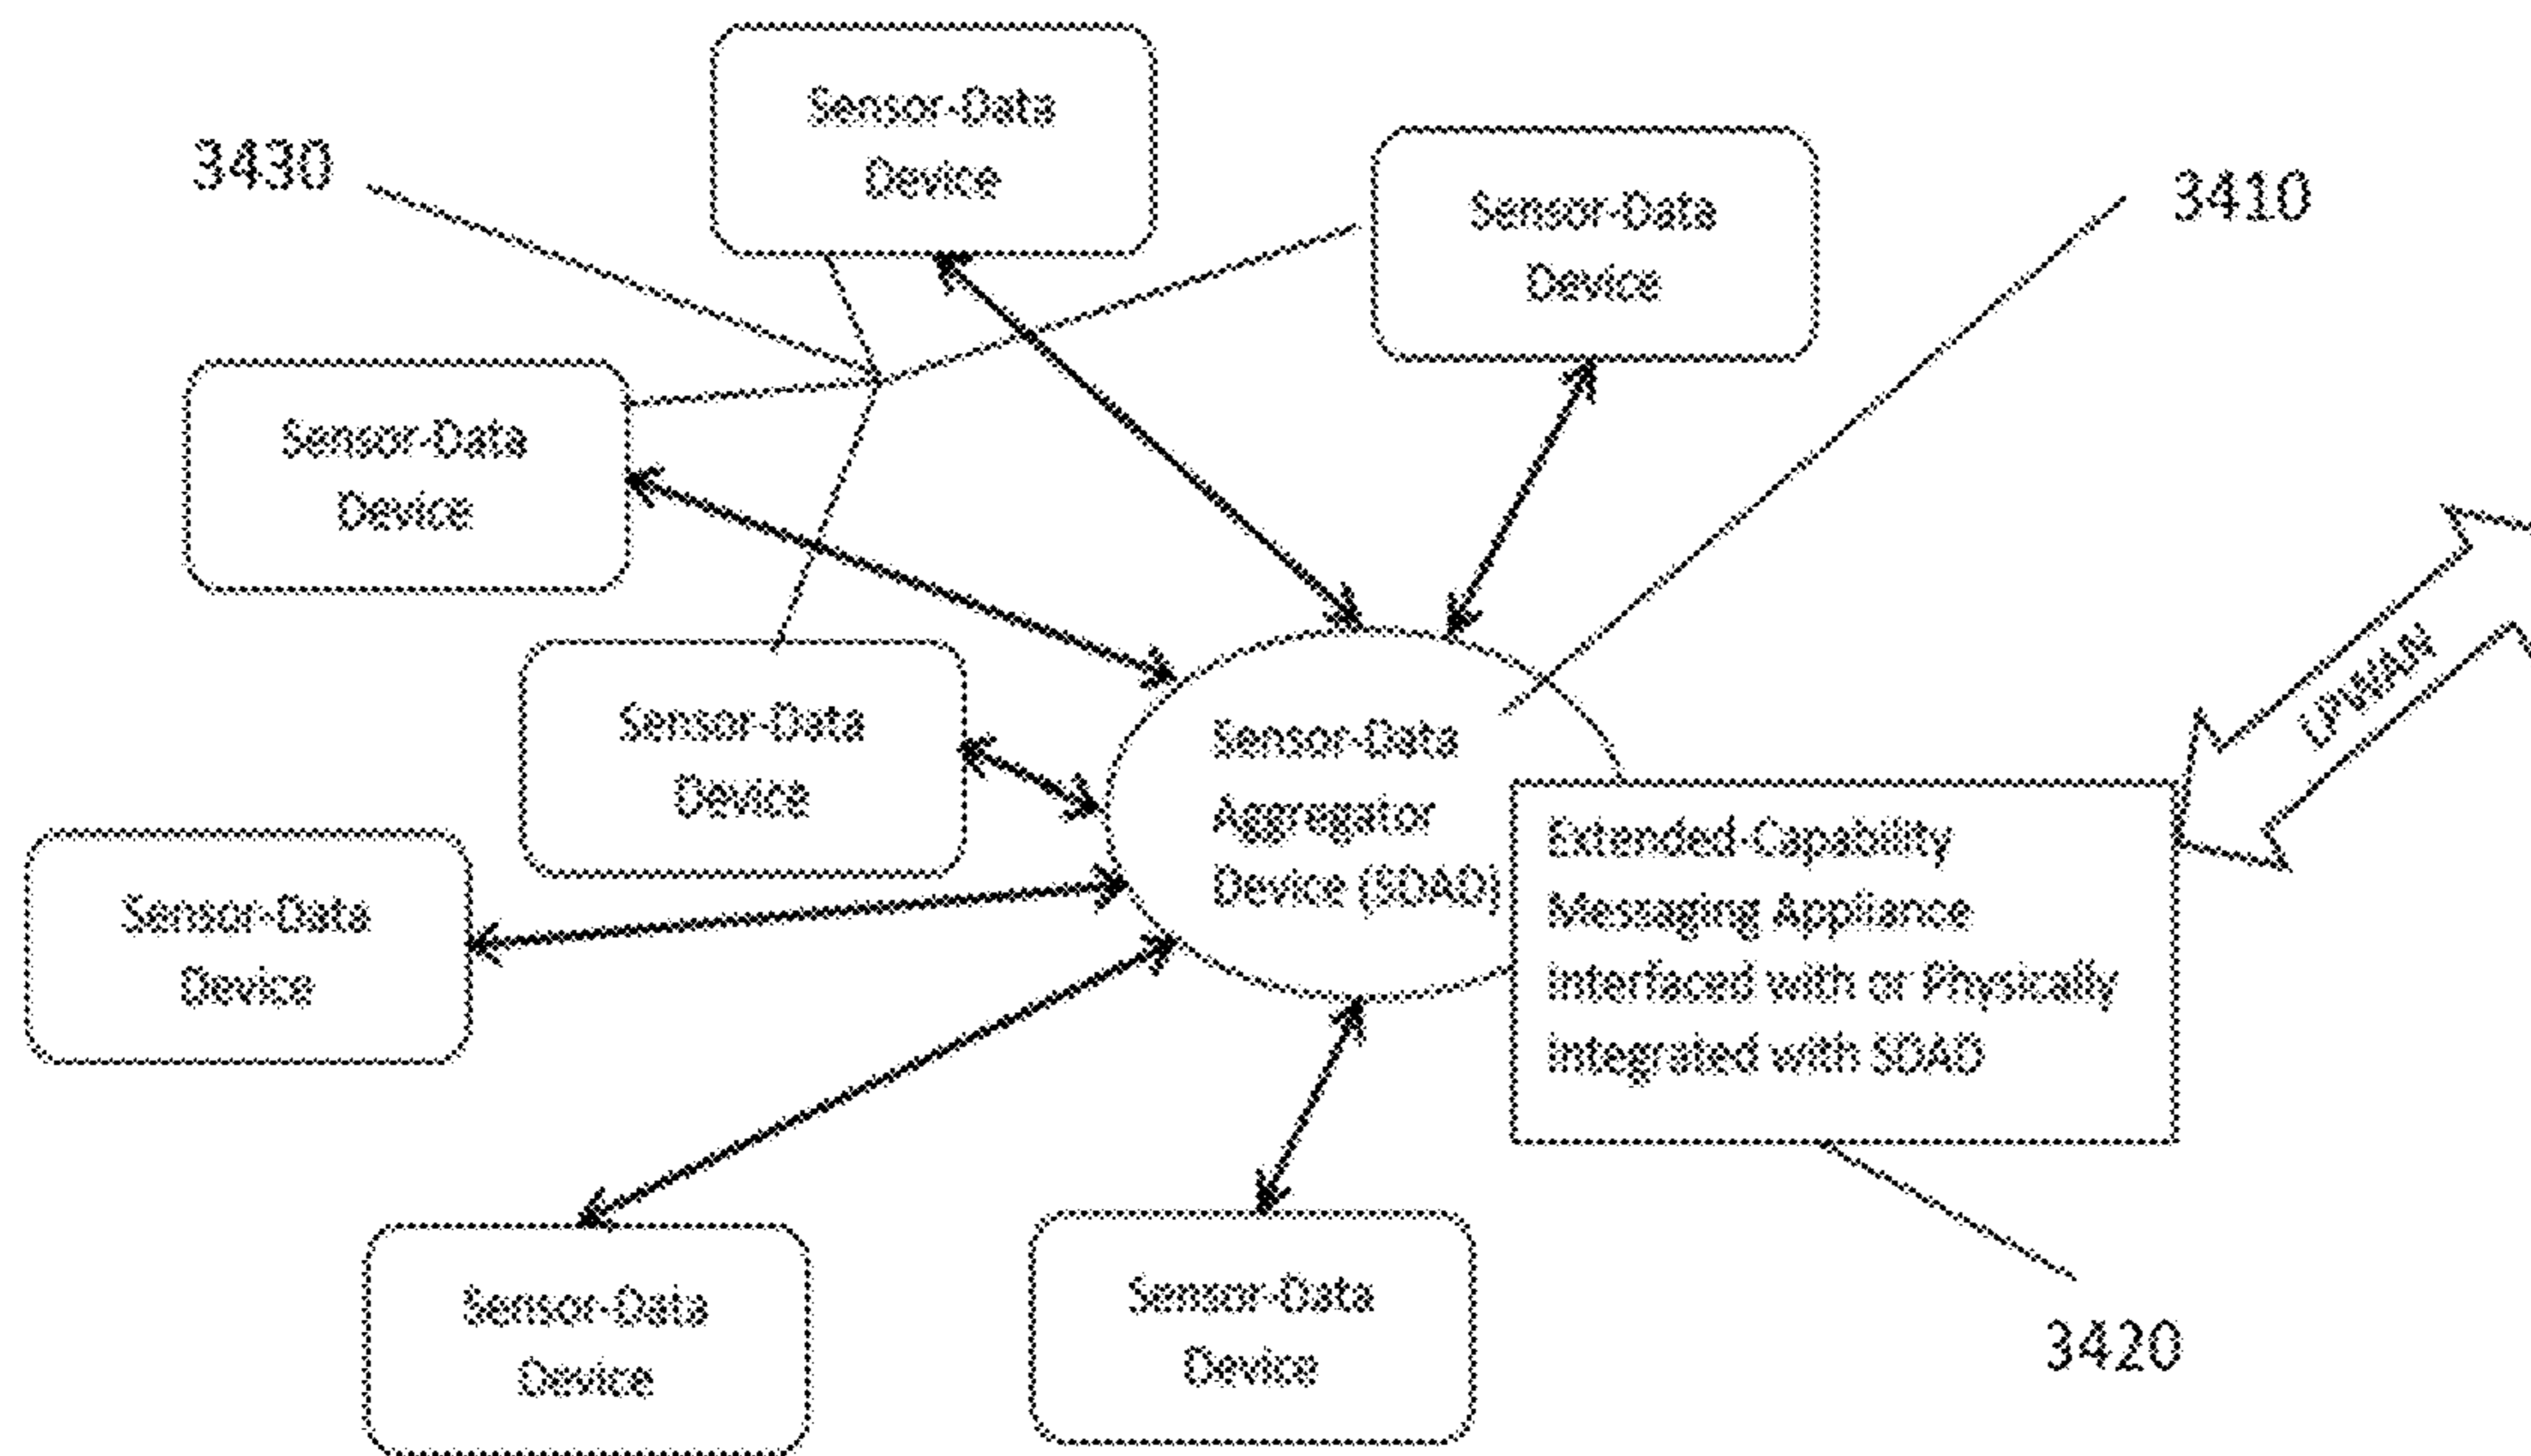 Sensor-Data
Device
3430
3410
Sensor-Data
Device
Sensor-Data
Device
Sensor-Data
Device
LPWAN
Sensor-Data
Aggregator
Device (SDAD)
Extended-Capability
Messaging Appliance
Interfaced with or Physically
Integrated with SDAD
Sensor-Data
Device
Sensor-Data
Device
Sensor-Data
Device
3420